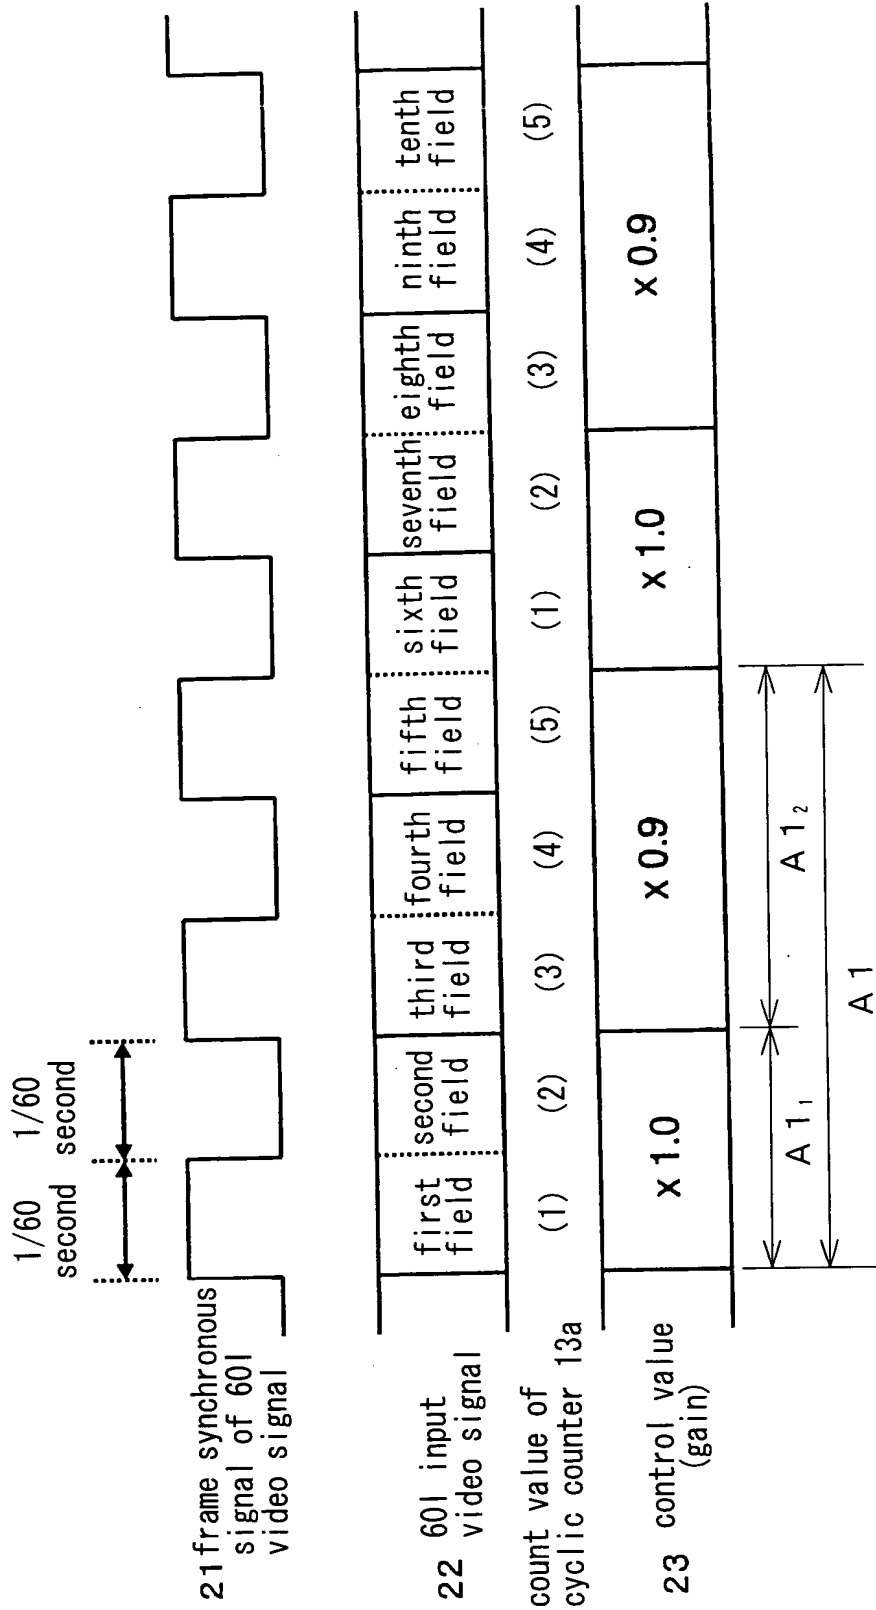 1/60
second
1/60
second
21 frame synchronous
signal of 60I
video signal
22 60I input
video signal
first
field
second
field
third
field
fourth
field
fifth
field
sixth
field
seventh
field
eighth
field
ninth
field
tenth
field
count value of
cyclic counter 13a
(1)
(2)
(3)
(4)
(5)
(1)
(2)
(3)
(4)
(5)
23 control value
(gain)
x 1.0
x 0.9
x 1.0
x 0.9
A1₁
A1₂
A1